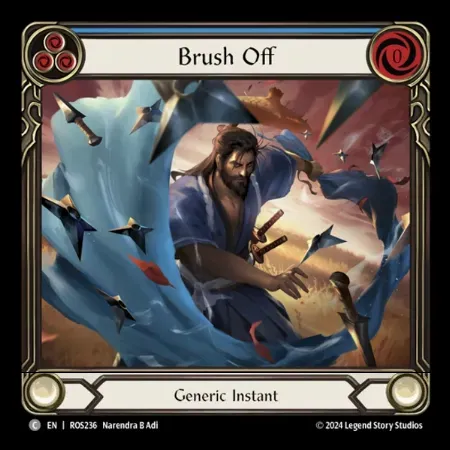 Brush Off
0
Generic Instant
C EN | ROS236 Narendra B Adi
© 2024 Legend Story Studios